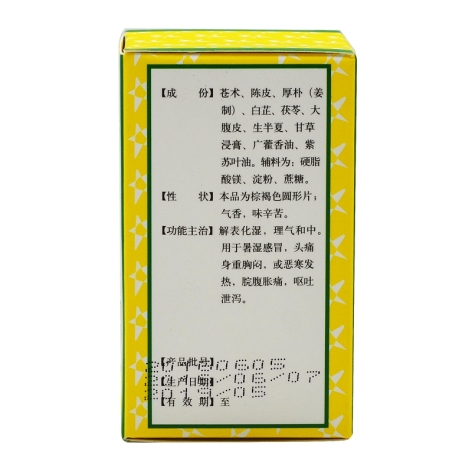 【成　份】苍术、陈皮、厚朴（姜
制）、白芷、茯苓、大
腹皮、生半夏、甘草
浸膏、广藿香油、紫
苏叶油。辅料为：硬脂
酸镁、淀粉、蔗糖。
【性　状】本品为棕褐色圆形片；
气香，味辛苦。
【功能主治】解表化湿，理气和中。
用于暑湿感冒，头痛
身重胸闷，或恶寒发
热，脘腹胀痛，呕吐
泄泻。
【产品批号】
【生产日期】
【有 效 期】至